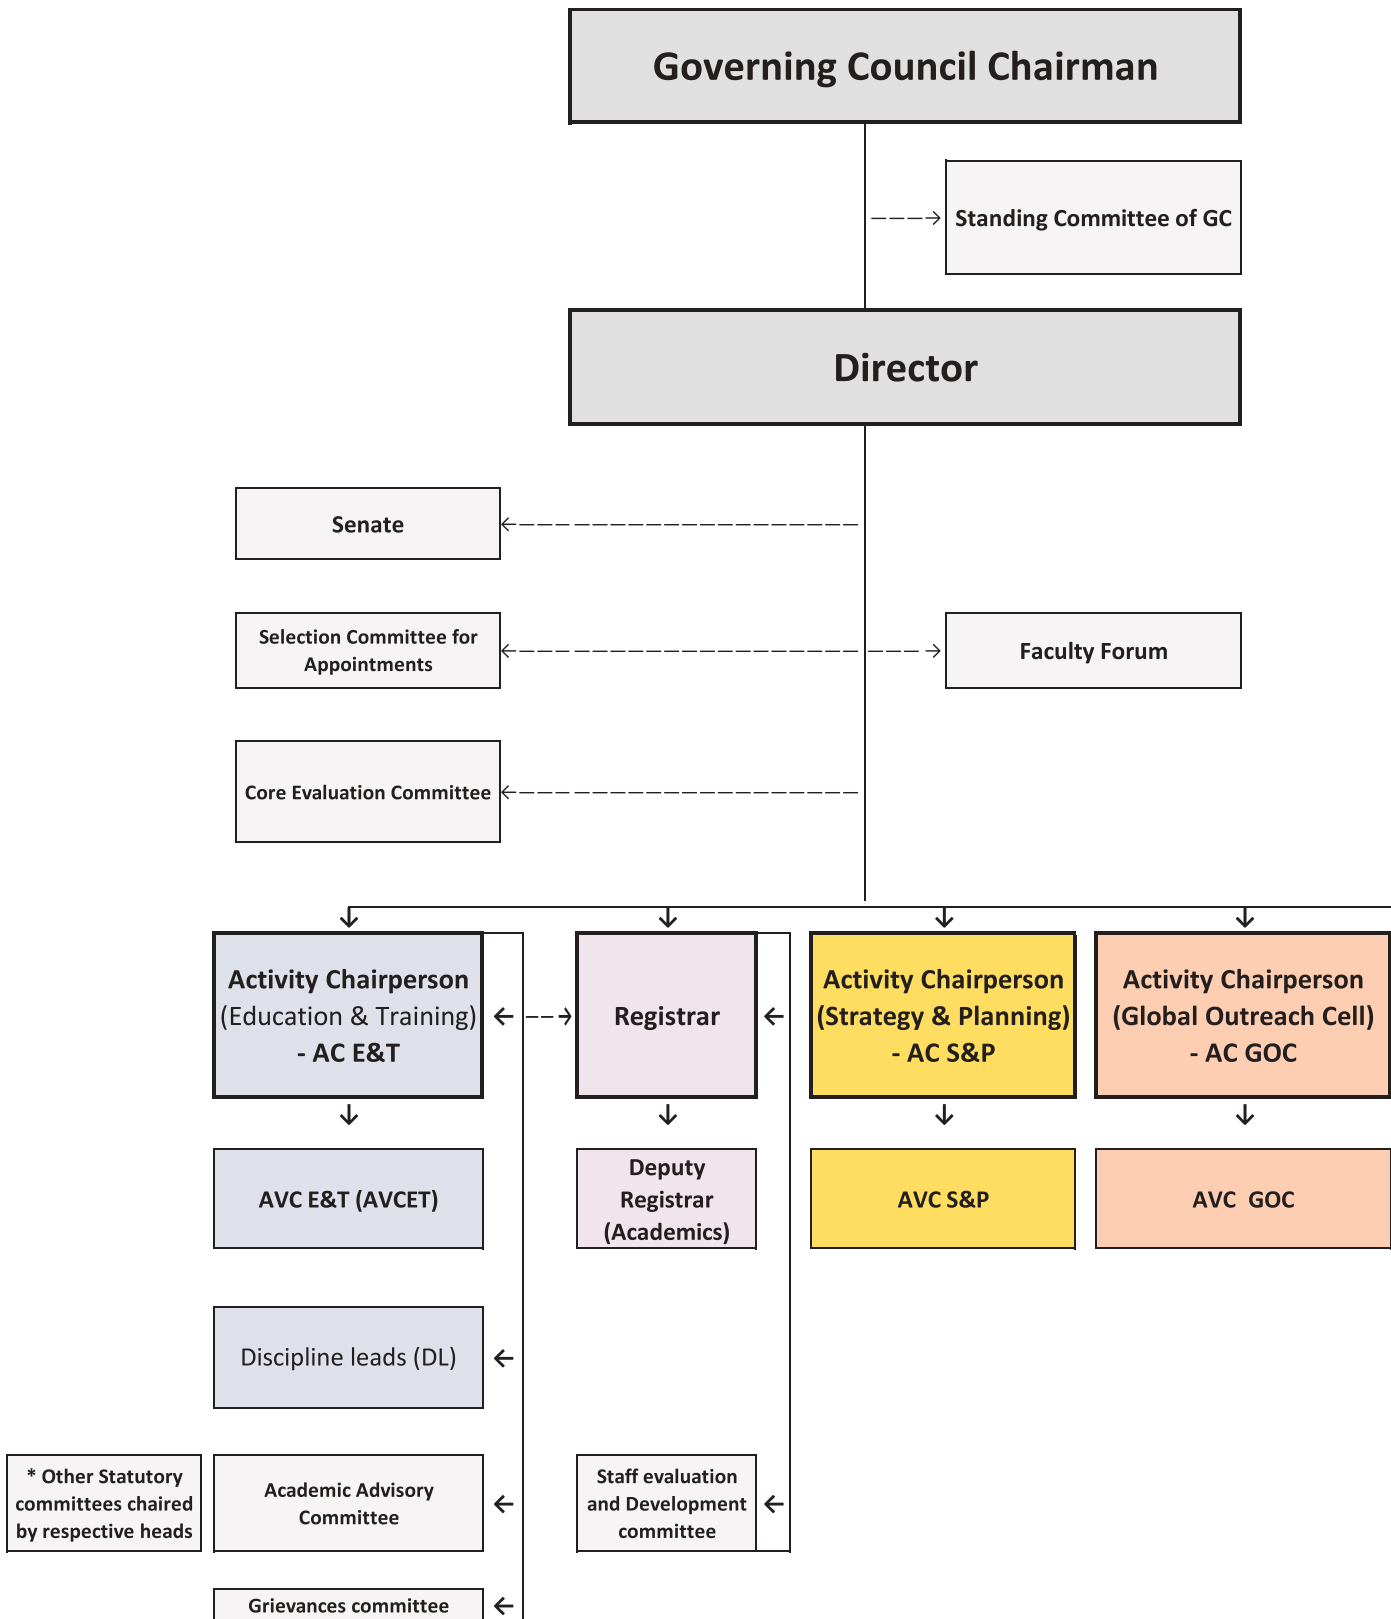 Governing Council Chairman
Standing Committee of GC
Director
Senate
Selection Committee for
Appointments
Faculty Forum
Core Evaluation Committee
Activity Chairperson
(Education & Training)
- AC E&T
Registrar
Activity Chairperson
(Strategy & Planning)
- AC S&P
Activity Chairperson
(Global Outreach Cell)
- AC GOC
AVC E&T (AVCET)
Deputy
Registrar
(Academics)
AVC S&P
AVC GOC
Discipline leads (DL)
* Other Statutory
committees chaired
by respective heads
Academic Advisory
Committee
Staff evaluation
and Development
committee
Grievances committee